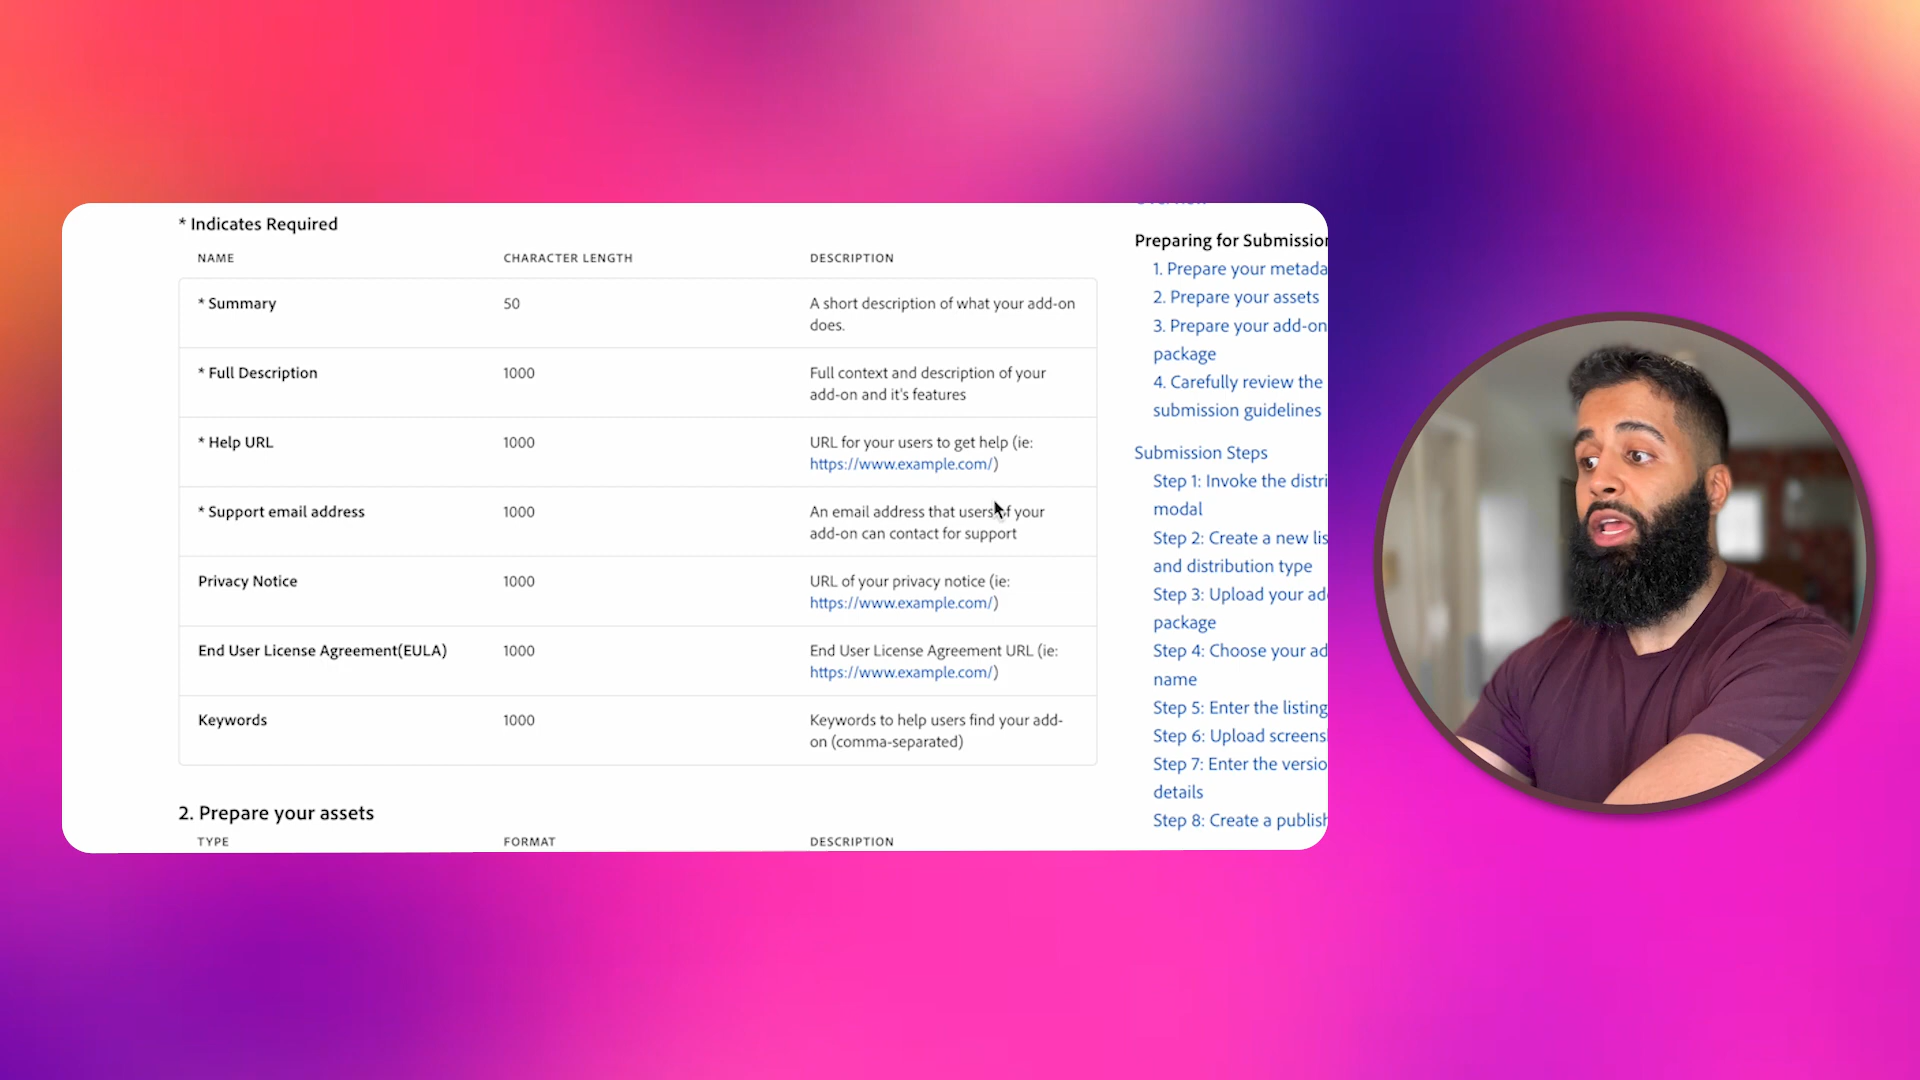 * Indicates Required
NAME CHARACTER LENGTH DESCRIPTION
* Summary 50 A short description of what your add-on
does.
* Full Description 1000 Full context and description of your
add-on and it's features
* Help URL 1000 URL for your users to get help (ie:
https://www.example.com/)
* Support email address 1000 An email address that users of your
add-on can contact for support
Privacy Notice 1000 URL of your privacy notice (ie:
https://www.example.com/)
End User License Agreement(EULA) 1000 End User License Agreement URL (ie:
https://www.example.com/)
Keywords 1000 Keywords to help users find your add-
on (comma-separated)
2. Prepare your assets
TYPE FORMAT DESCRIPTION
Preparing for Submission
1. Prepare your metada
2. Prepare your assets
3. Prepare your add-on
package
4. Carefully review the
submission guidelines
Submission Steps
Step 1: Invoke the distri
modal
Step 2: Create a new lis
and distribution type
Step 3: Upload your ad
package
Step 4: Choose your ad
name
Step 5: Enter the listing
Step 6: Upload screens
Step 7: Enter the versio
details
Step 8: Create a publish